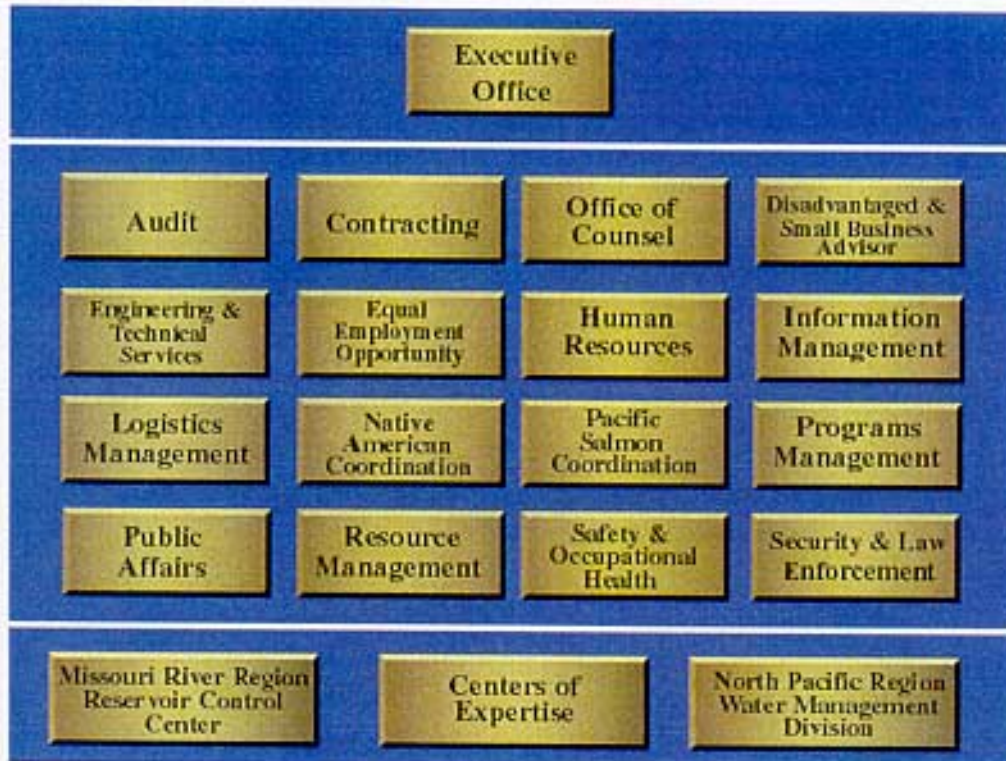 Executive
Office
Audit
Contracting
Office of
Counsel
Disadvantaged &
Small Business
Advisor
Engineering &
Technical
Services
Equal
Employment
Opportunity
Human
Resources
Information
Management
Logistics
Management
Native
American
Coordination
Pacific
Salmon
Coordination
Programs
Management
Public
Affairs
Resource
Management
Safety &
Occupational
Health
Security & Law
Enforcement
Missouri River Region
Reservoir Control
Center
Centers of
Expertise
North Pacific Region
Water Management
Division